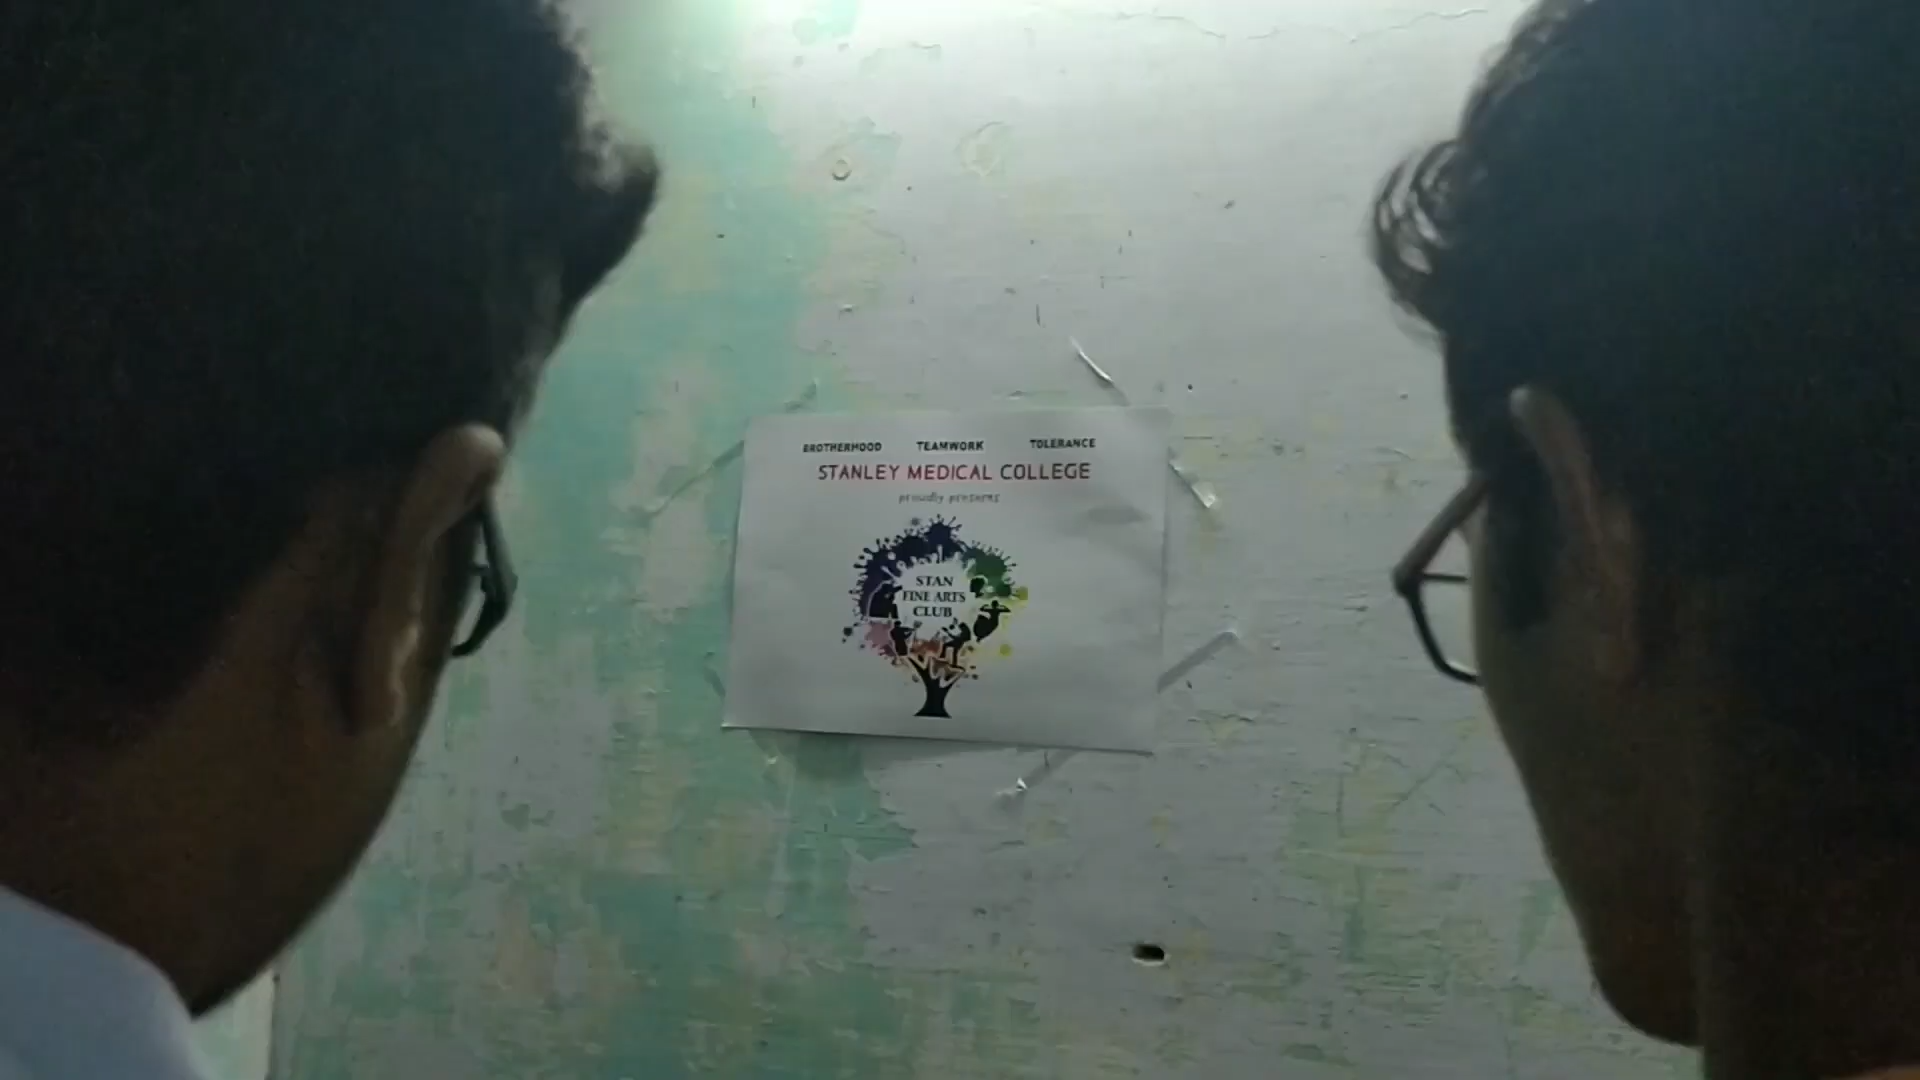 BROTHERHOOD TEAMWORK TOLERANCE
STANLEY MEDICAL COLLEGE
proudly presents
STAN
FINE ARTS
CLUB